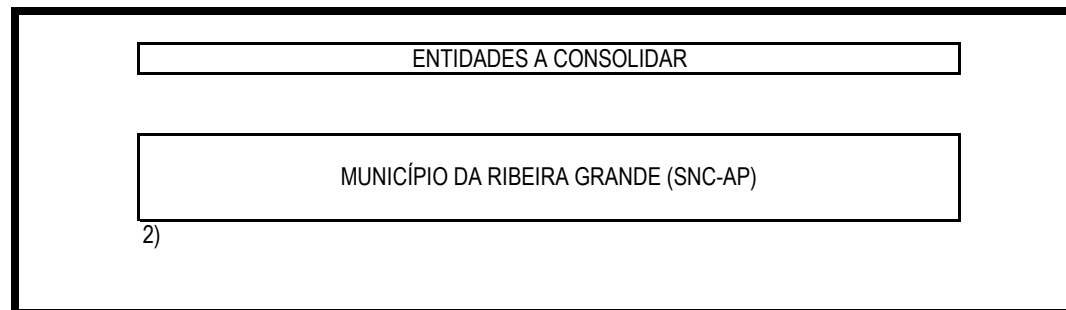 ENTIDADES A CONSOLIDAR
MUNICÍPIO DA RIBEIRA GRANDE (SNC-AP)
2)